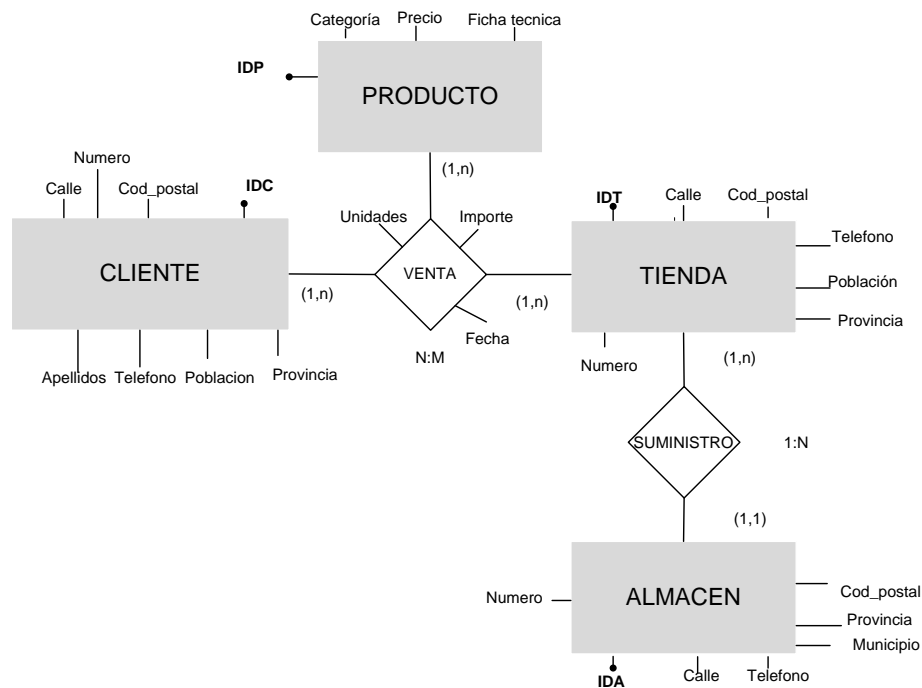 Categoría
Precio
Ficha tecnica
IDP
PRODUCTO
(1,n)
Numero
Calle
Cod_postal
IDC
Unidades
Importe
IDT
Calle
Cod_postal
CLIENTE
(1,n)
VENTA
(1,n)
TIENDA
Telefono
Población
Provincia
Fecha
N:M
Apellidos
Telefono
Poblacion
Provincia
Numero
(1,n)
SUMINISTRO
1:N
(1,1)
Numero
ALMACEN
Cod_postal
Provincia
Municipio
IDA
Calle
Telefono